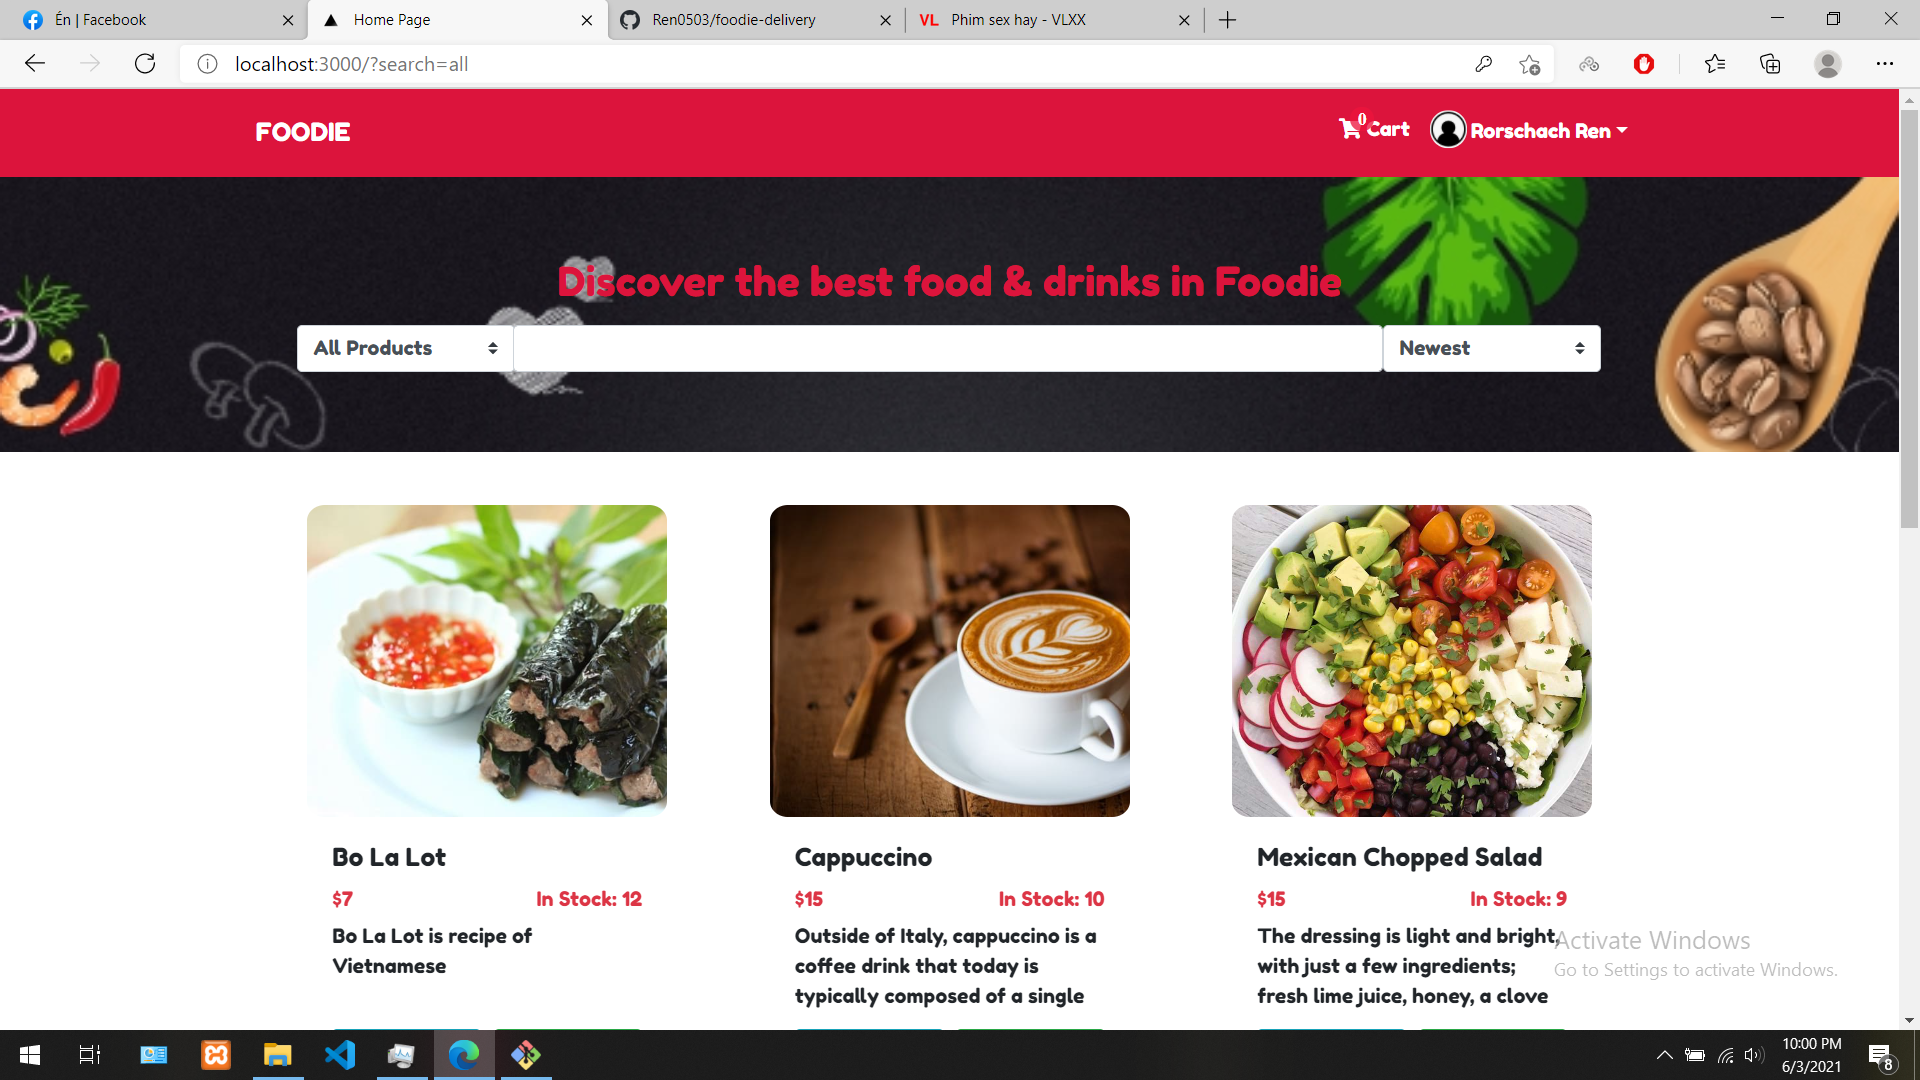 Én | Facebook
Home Page
Ren0503/foodie-delivery
VL Phim sex hay - VLXX
localhost:3000/?search=all
FOODIE
0 Cart
Rorschach Ren
Discover the best food & drinks in Foodie
All Products
Newest
Bo La Lot
$7 In Stock: 12
Bo La Lot is recipe of
Vietnamese
Cappuccino
$15 In Stock: 10
Outside of Italy, cappuccino is a
coffee drink that today is
typically composed of a single
Mexican Chopped Salad
$15 In Stock: 9
The dressing is light and bright,
with just a few ingredients;
fresh lime juice, honey, a clove
Activate Windows
Go to Settings to activate Windows.
10:00 PM
6/3/2021
8